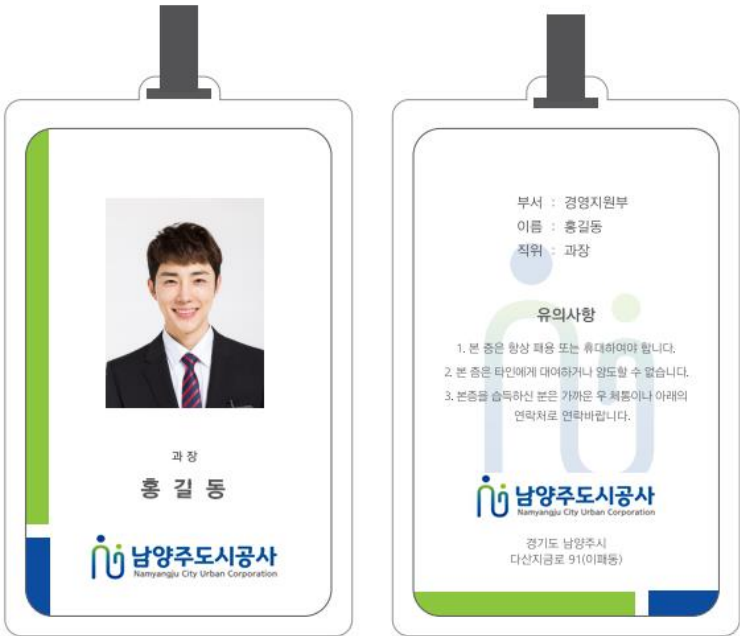 과장
홍 길 동
남양주도시공사
Namyangju City Urban Corporation
부서 : 경영지원부
이름 : 홍길동
직위 : 과장
유의사항
1. 본 증은 항상 패용 또는 휴대하여야 합니다.
2. 본 증은 타인에게 대여하거나 양도할 수 없습니다.
3. 본증을 습득하신 분은 가까운 우 체통이나 아래의
연락처로 연락바랍니다.
남양주도시공사
Namyangju City Urban Corporation
경기도 남양주시
다산지금로 91(이패동)